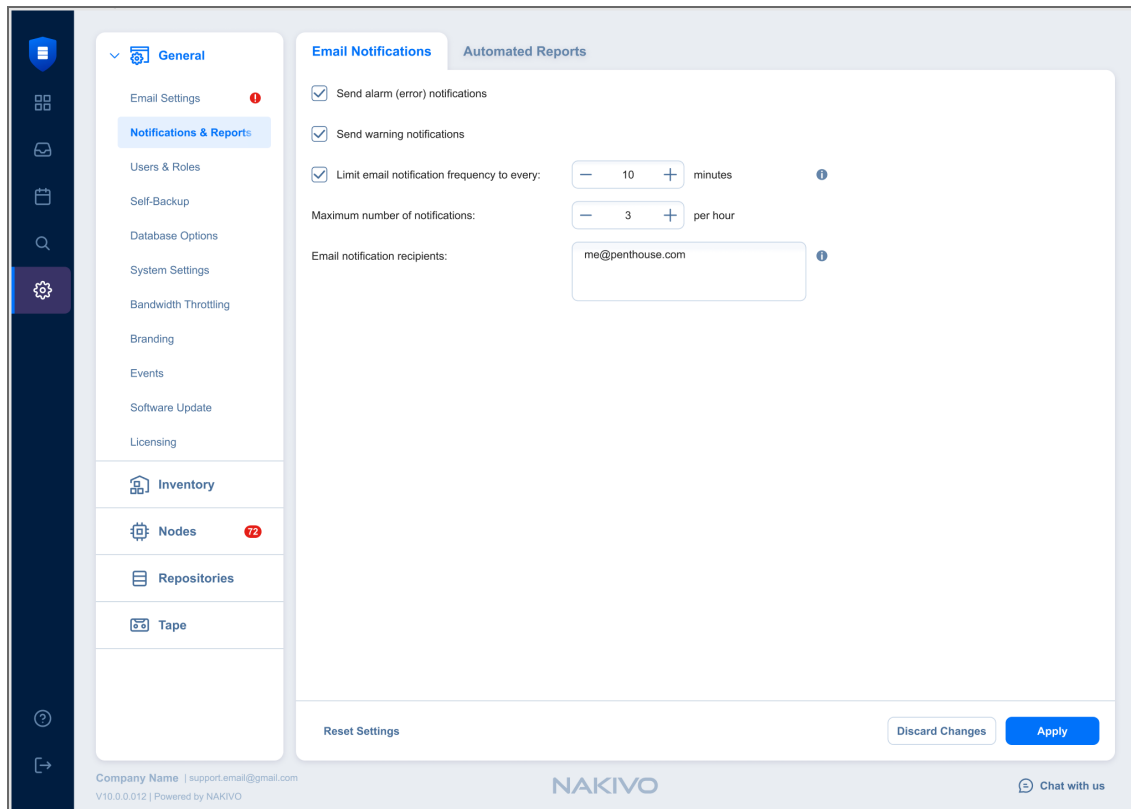 General
Email Settings
Notifications & Reports
Users & Roles
Self-Backup
Database Options
System Settings
Bandwidth Throttling
Branding
Events
Software Update
Licensing
Inventory
Nodes 72
Repositories
Tape
Email Notifications Automated Reports
Send alarm (error) notifications
Send warning notifications
Limit email notification frequency to every: 10 minutes
Maximum number of notifications: 3 per hour
Email notification recipients: me@penthouse.com
Reset Settings Discard Changes Apply
Company Name | support.email@gmail.com
V10.0.0.012 | Powered by NAKIVO
NAKIVO
Chat with us